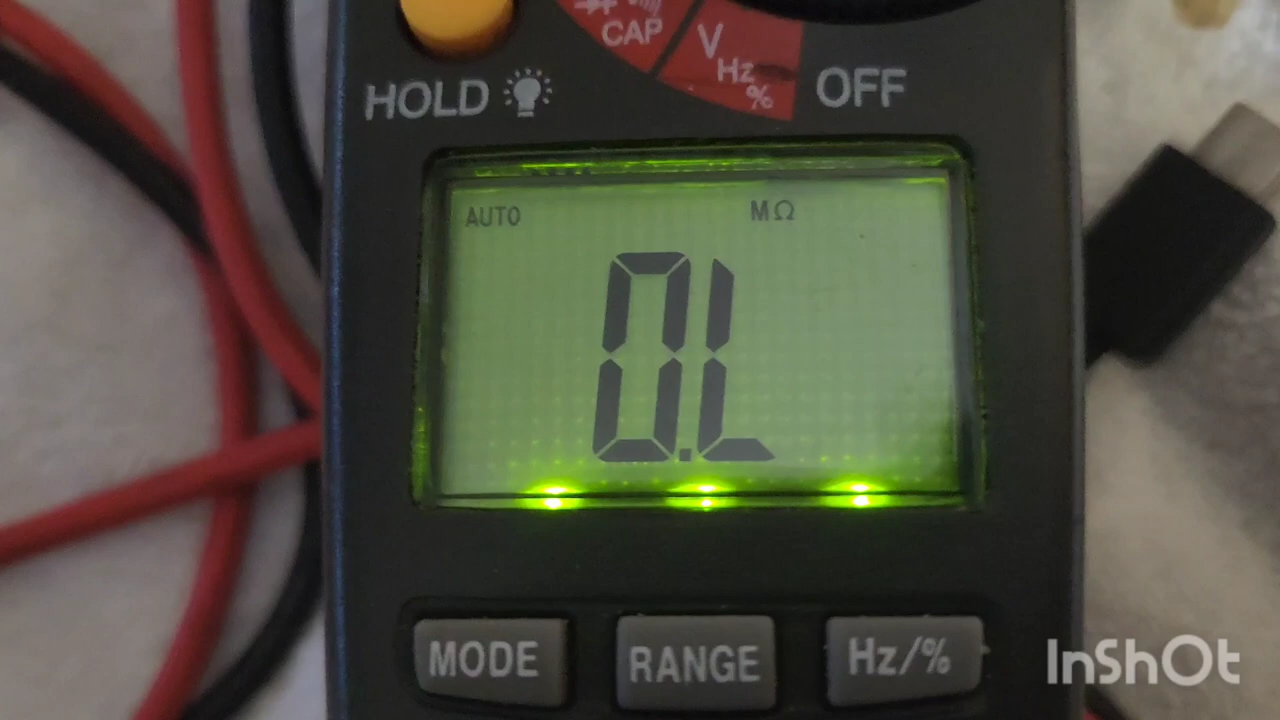 CAP
V
Hz
%
HOLD
OFF
AUTO MΩ
0.L
MODE RANGE Hz/%
InShOt